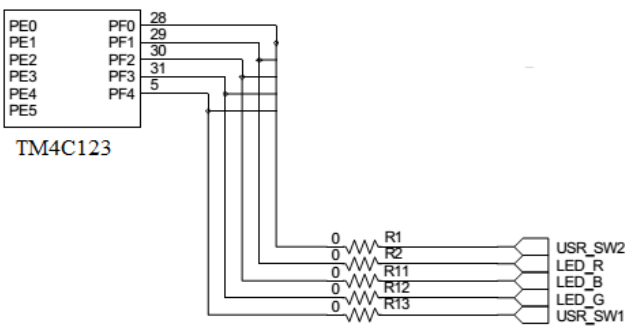 PE0 PF0 28
PE1 PF1 29
PE2 PF2 30
PE3 PF3 31
PE4 PF4 5
PE5
TM4C123
0 R1 USR_SW2
0 R2 LED_R
0 R11 LED_B
0 R12 LED_G
0 R13 USR_SW1